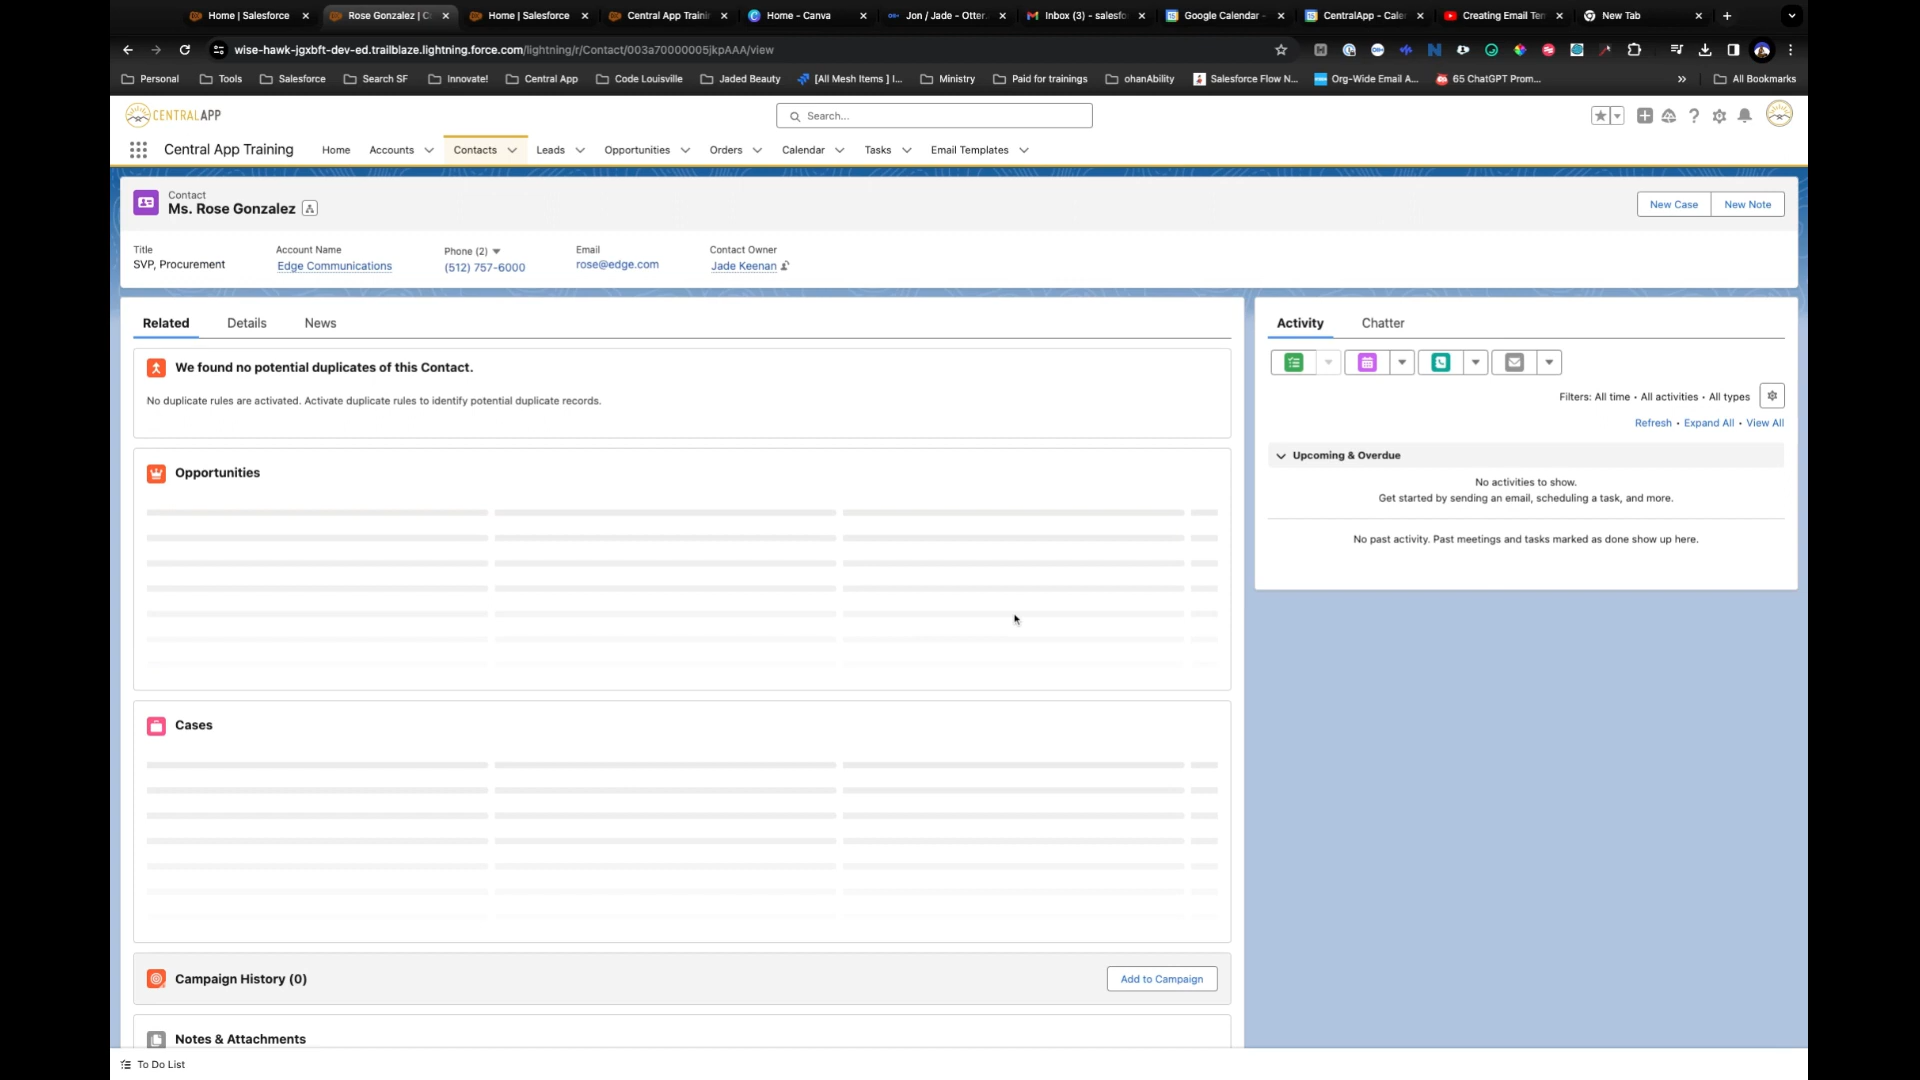 Home | Salesforce
Rose Gonzalez | C
Home | Salesforce
Central App Trainin
Home - Canva
Jon / Jade - Otter.
Inbox (3) - salesfo
Google Calendar -
CentralApp - Cale
Creating Email Tem
New Tab
wise-hawk-jgxbft-dev-ed.trailblaze.lightning.force.com/lightning/r/Contact/003a70000005jkpAAA/view
Personal
Tools
Salesforce
Search SF
Innovate!
Central App
Code Louisville
Jaded Beauty
[All Mesh Items ] I...
Ministry
Paid for trainings
ohanAbility
Salesforce Flow N...
Org-Wide Email A...
65 ChatGPT Prom...
» All Bookmarks
CENTRALAPP
Search...
Central App Training
Home
Accounts
Contacts
Leads
Opportunities
Orders
Calendar
Tasks
Email Templates
Contact
Ms. Rose Gonzalez
New Case
New Note
Title
SVP, Procurement
Account Name
Edge Communications
Phone (2)
(512) 757-6000
Email
rose@edge.com
Contact Owner
Jade Keenan
Related
Details
News
We found no potential duplicates of this Contact.
No duplicate rules are activated. Activate duplicate rules to identify potential duplicate records.
Opportunities
Cases
Campaign History (0)
Add to Campaign
Notes & Attachments
Activity
Chatter
Filters: All time • All activities • All types
Refresh • Expand All • View All
Upcoming & Overdue
No activities to show.
Get started by sending an email, scheduling a task, and more.
No past activity. Past meetings and tasks marked as done show up here.
To Do List